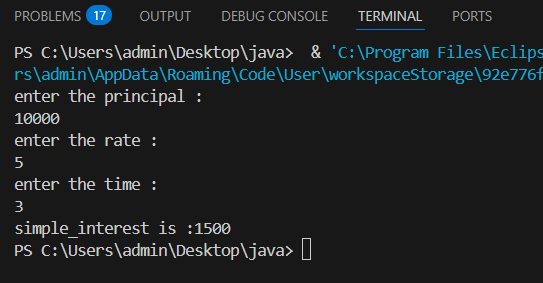 PROBLEMS 17 OUTPUT DEBUG CONSOLE TERMINAL PORTS
PS C:\Users\admin\Desktop\java>  & 'C:\Program Files\Eclips
rs\admin\AppData\Roaming\Code\User\workspaceStorage\92e776f
enter the principal :
10000
enter the rate :
5
enter the time :
3
simple_interest is :1500
PS C:\Users\admin\Desktop\java>